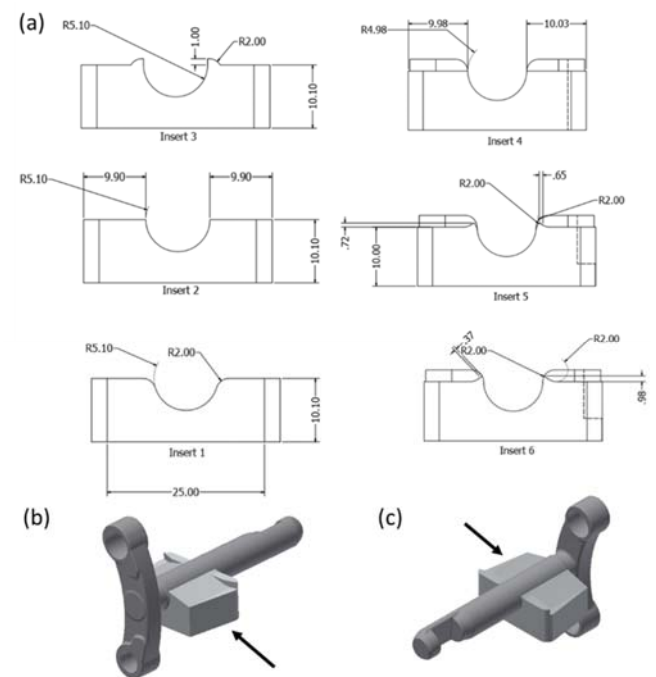 (a)
R5.10
1.00
R2.00
10.10
Insert 3
R4.98
9.98
10.03
Insert 4
R5.10
9.90
9.90
10.10
Insert 2
R2.00
.65
R2.00
.72
10.00
Insert 5
R5.10
R2.00
10.10
Insert 1
25.00
.37
R2.00
R2.00
.98
Insert 6
(b)
(c)